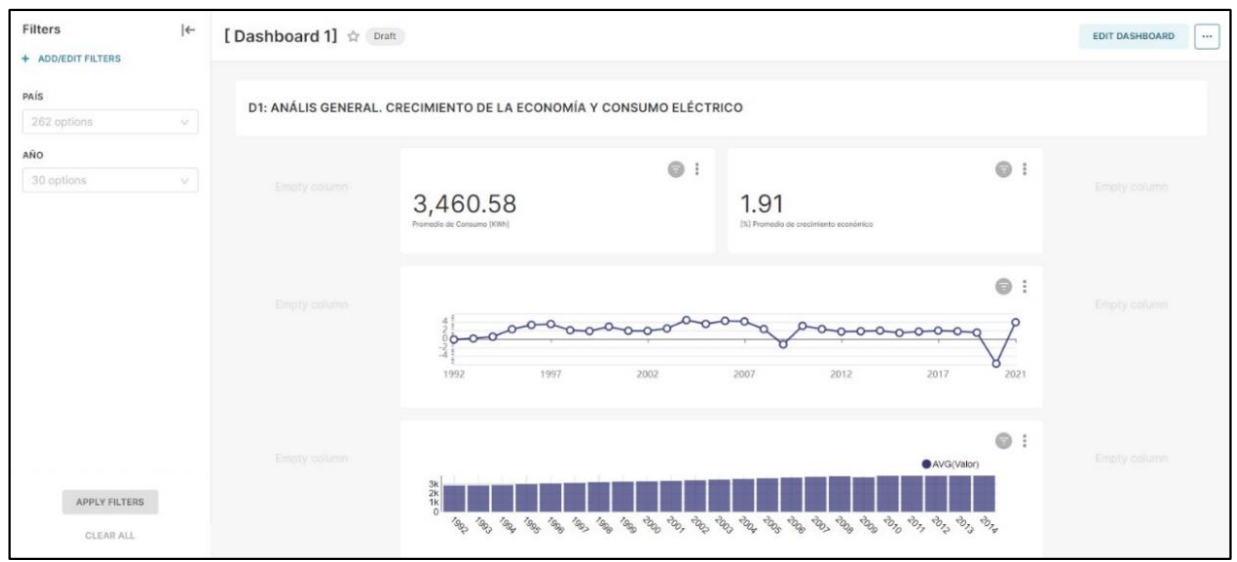 Filters
+ ADD/EDIT FILTERS
PAÍS
262 options
AÑO
30 options
APPLY FILTERS
CLEAR ALL
[ Dashboard 1] Draft
EDIT DASHBOARD ...
D1: ANÁLIS GENERAL. CRECIMIENTO DE LA ECONOMÍA Y CONSUMO ELÉCTRICO
Empty column
3,460.58
Promedio de Consumo [KWh]
1.91
[%] Promedio de crecimiento económico
Empty column
Empty column
4
2
0
-2
-4
1992 1997 2002 2007 2012 2017 2021
Empty column
Empty column
AVG(Valor)
3k
2k
1k
0
1992 1993 1994 1995 1996 1997 1998 1999 2000 2001 2002 2003 2004 2005 2006 2007 2008 2009 2010 2011 2012 2013 2014
Empty column